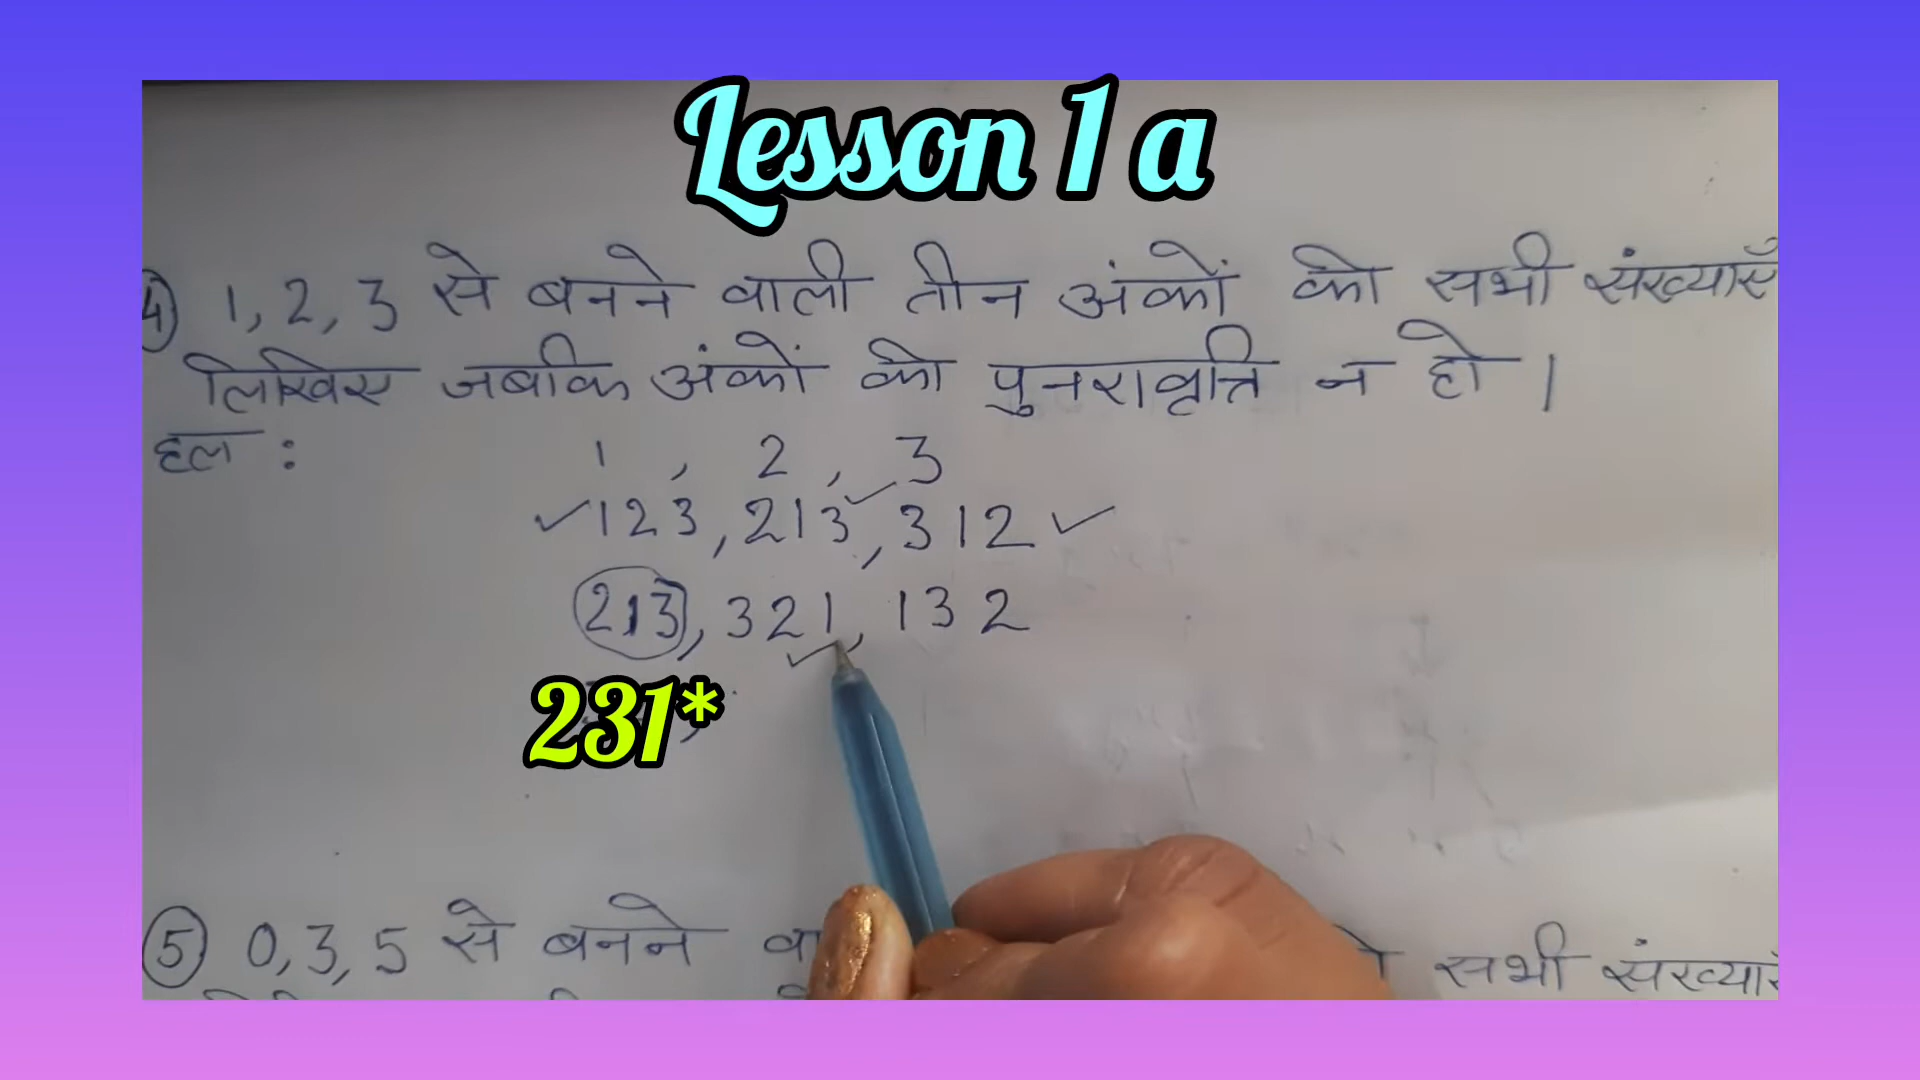 Lesson 1 a
4) 1, 2, 3 से बनने वाली तीन अंकों की सभी संख्याएँ
लिखिए जबकि अंकों की पुनरावृत्ति न हो |
हल :
1 , 2 , 3
✓123, 213✓, 312✓
213, 321, 132
✓
231*
5 0, 3, 5 से बनने सभी